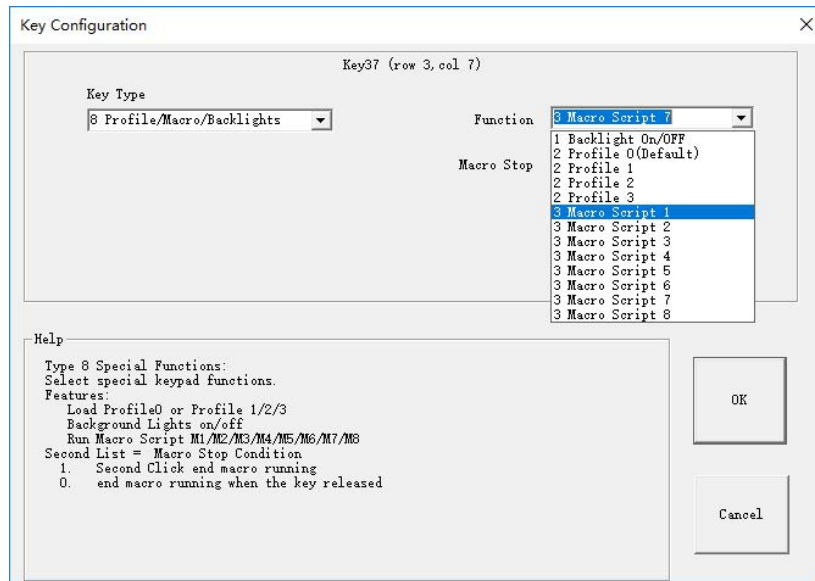 Key Configuration
Key37 (row 3, col 7)
Key Type
8 Profile/Macro/Backlights
Function
3 Macro Script 7
Macro Stop
1 Backlight On/OFF
2 Profile 0(Default)
2 Profile 1
2 Profile 2
2 Profile 3
3 Macro Script 1
3 Macro Script 2
3 Macro Script 3
3 Macro Script 4
3 Macro Script 5
3 Macro Script 6
3 Macro Script 7
3 Macro Script 8
Help
Type 8 Special Functions:
Select special keypad functions.
Features:
Load Profile0 or Profile 1/2/3
Background Lights on/off
Run Macro Script M1/M2/M3/M4/M5/M6/M7/M8
Second List = Macro Stop Condition
1. Second Click end macro running
0. end macro running when the key released
OK
Cancel